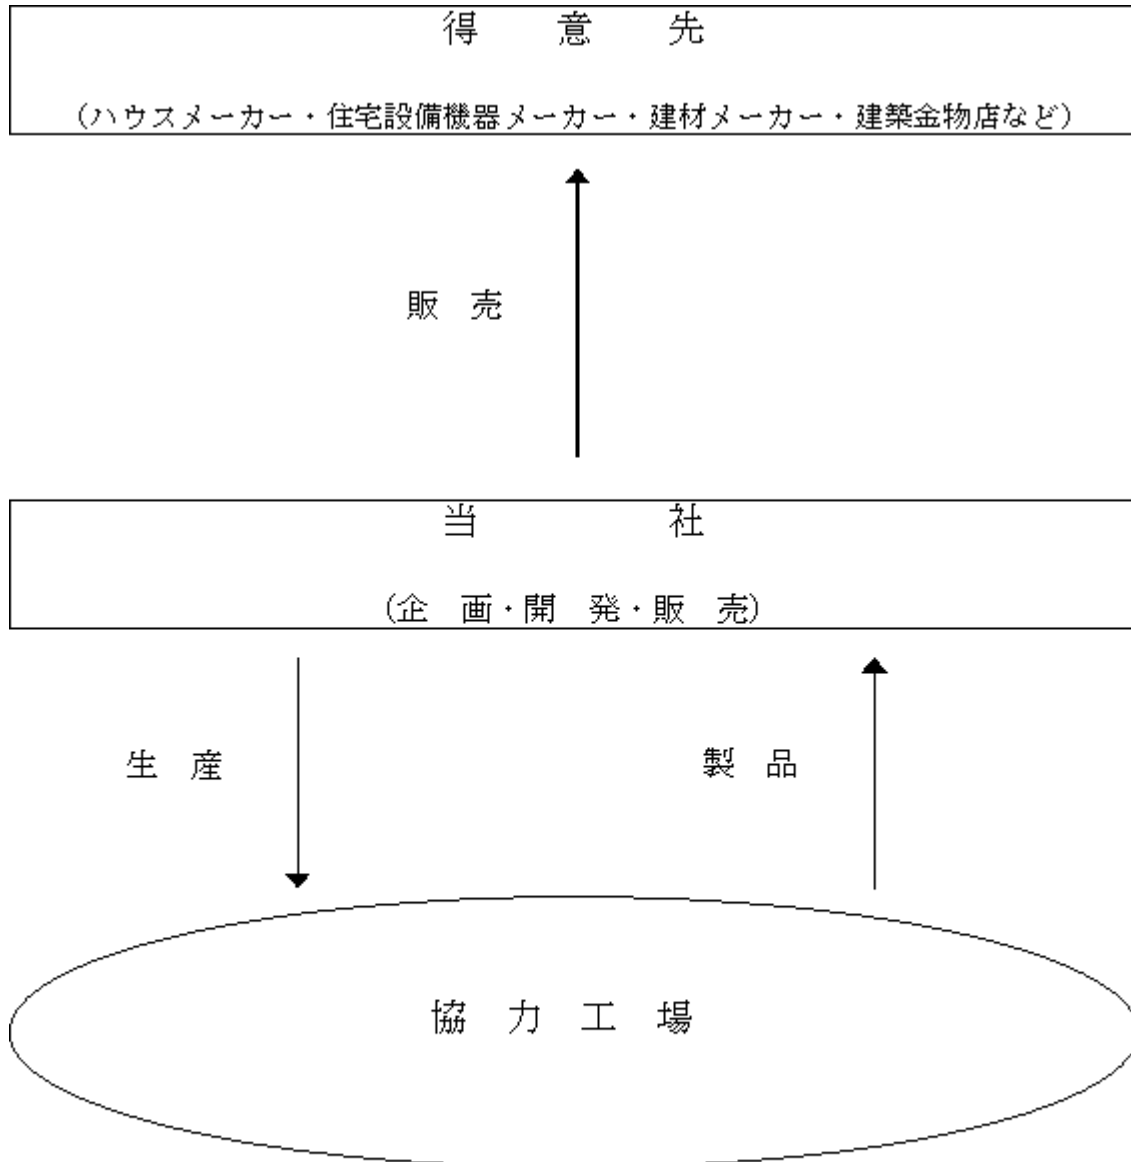 得　意　先
（ハウスメーカー・住宅設備機器メーカー・建材メーカー・建築金物店など）
販　売
当　社
（企　画・開　発・販　売）
生　産
製　品
協　力　工　場